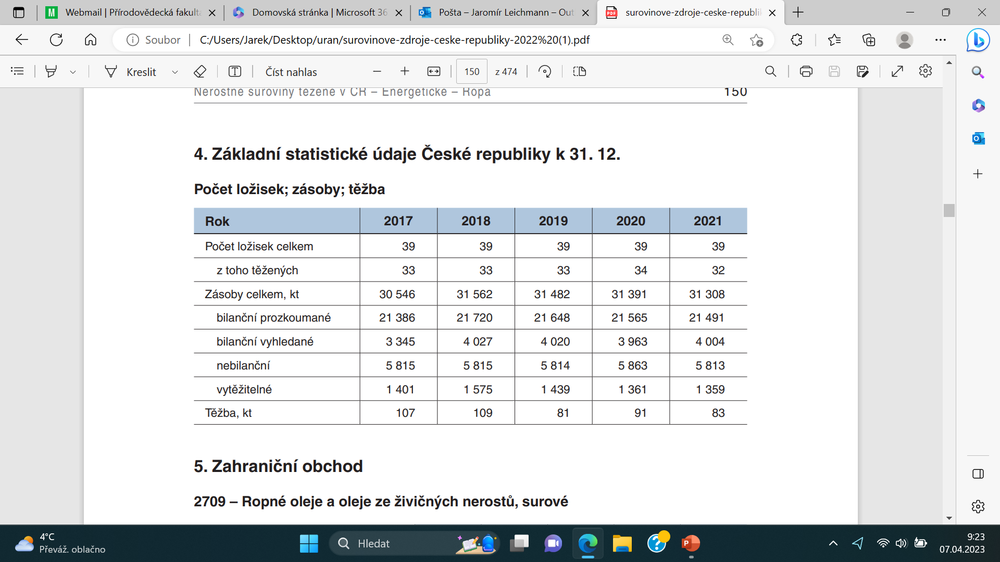 Webmail | Přírodovědecká fakult
Domovská stránka | Microsoft 36
Pošta – Jaromír Leichmann – Out
surovinove-zdroje-ceske-republi
Soubor
C:/Users/Jarek/Desktop/uran/surovinove-zdroje-ceske-republiky-2022%20(1).pdf
Kreslit
Číst nahlas
150
z 474
Nerostné suroviny těžené v ČR – Energetické – Ropa 150
4. Základní statistické údaje České republiky k 31. 12.
Počet ložisek; zásoby; těžba
Rok 2017 2018 2019 2020 2021
Počet ložisek celkem 39 39 39 39 39
z toho těžených 33 33 33 34 32
Zásoby celkem, kt 30 546 31 562 31 482 31 391 31 308
bilanční prozkoumané 21 386 21 720 21 648 21 565 21 491
bilanční vyhledané 3 345 4 027 4 020 3 963 4 004
nebilanční 5 815 5 815 5 814 5 863 5 813
vytěžitelné 1 401 1 575 1 439 1 361 1 359
Těžba, kt 107 109 81 91 83
5. Zahraniční obchod
2709 – Ropné oleje a oleje ze živičných nerostů, surové
4°C
Převáž. oblačno
Hledat
9:23
07.04.2023